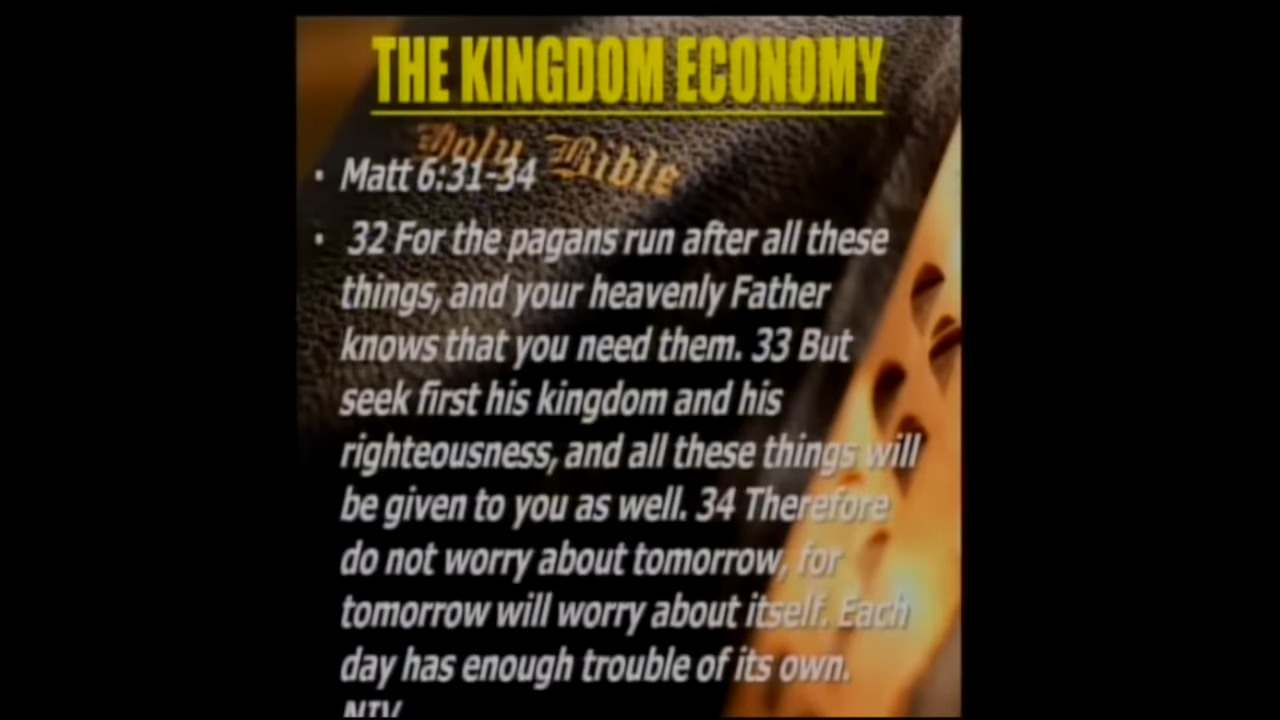 THE KINGDOM ECONOMY
Holy Bible
• Matt 6:31-34
• 32 For the pagans run after all these
things, and your heavenly Father
knows that you need them. 33 But
seek first his kingdom and his
righteousness, and all these things will
be given to you as well. 34 Therefore
do not worry about tomorrow, for
tomorrow will worry about itself. Each
day has enough trouble of its own.
NIV